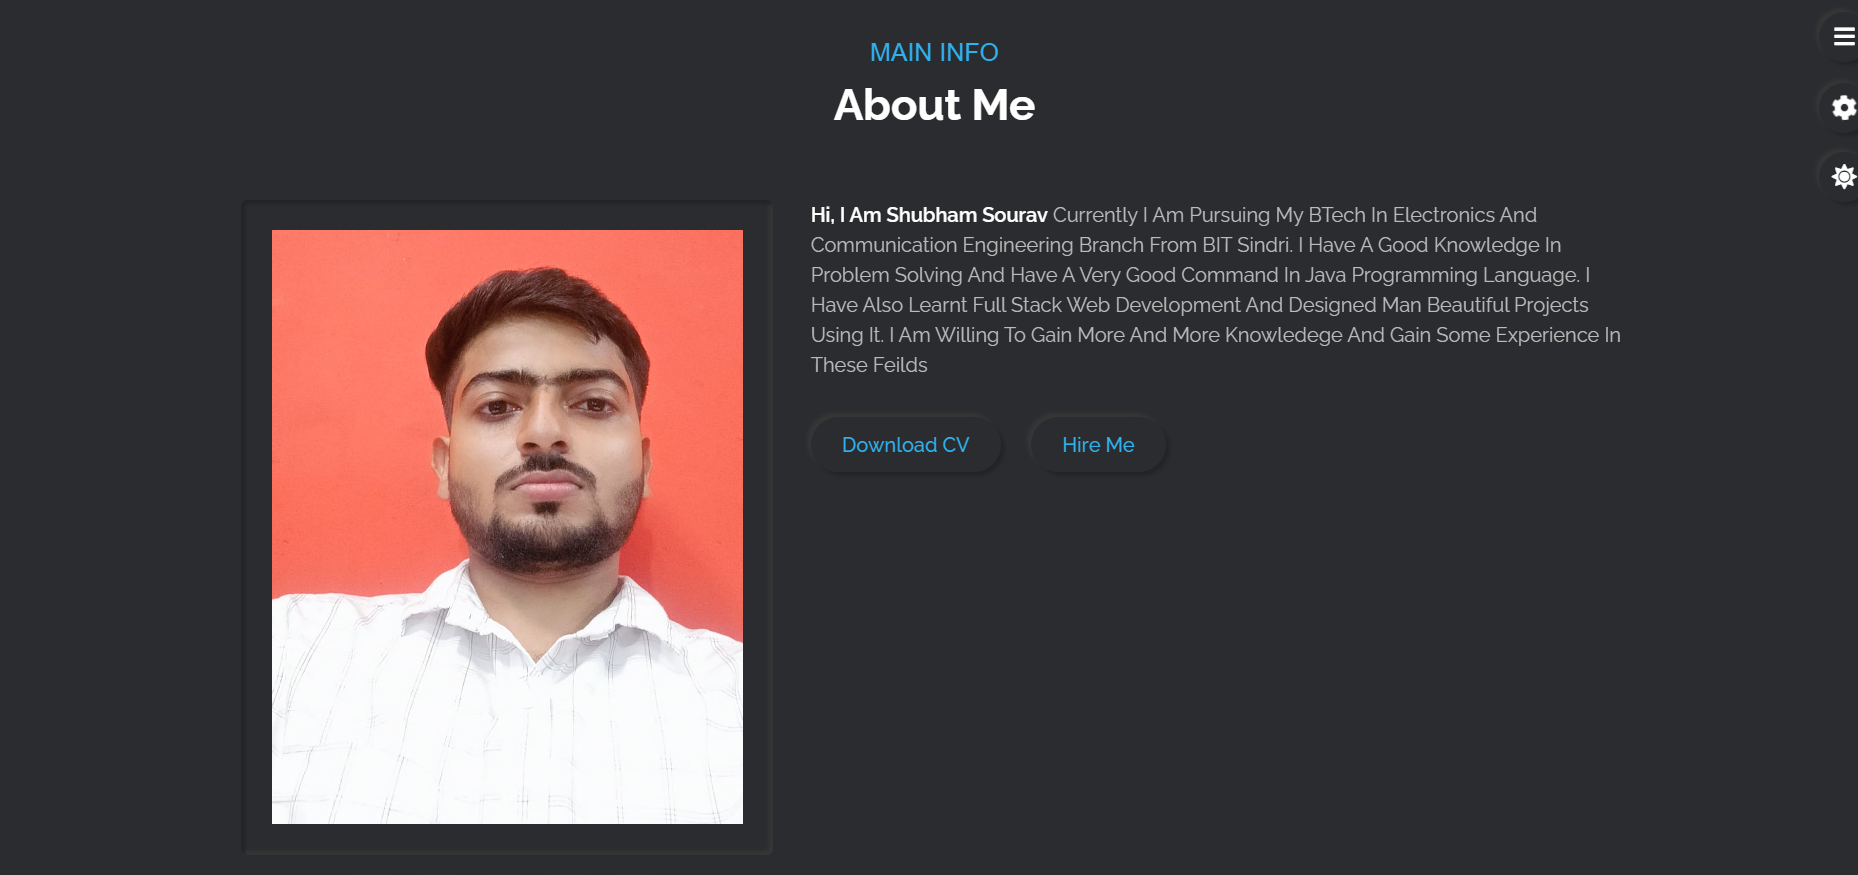 MAIN INFO
About Me
Hi, I Am Shubham Sourav Currently I Am Pursuing My BTech In Electronics And
Communication Engineering Branch From BIT Sindri. I Have A Good Knowledge In
Problem Solving And Have A Very Good Command In Java Programming Language. I
Have Also Learnt Full Stack Web Development And Designed Man Beautiful Projects
Using It. I Am Willing To Gain More And More Knowledege And Gain Some Experience In
These Feilds
Download CV
Hire Me